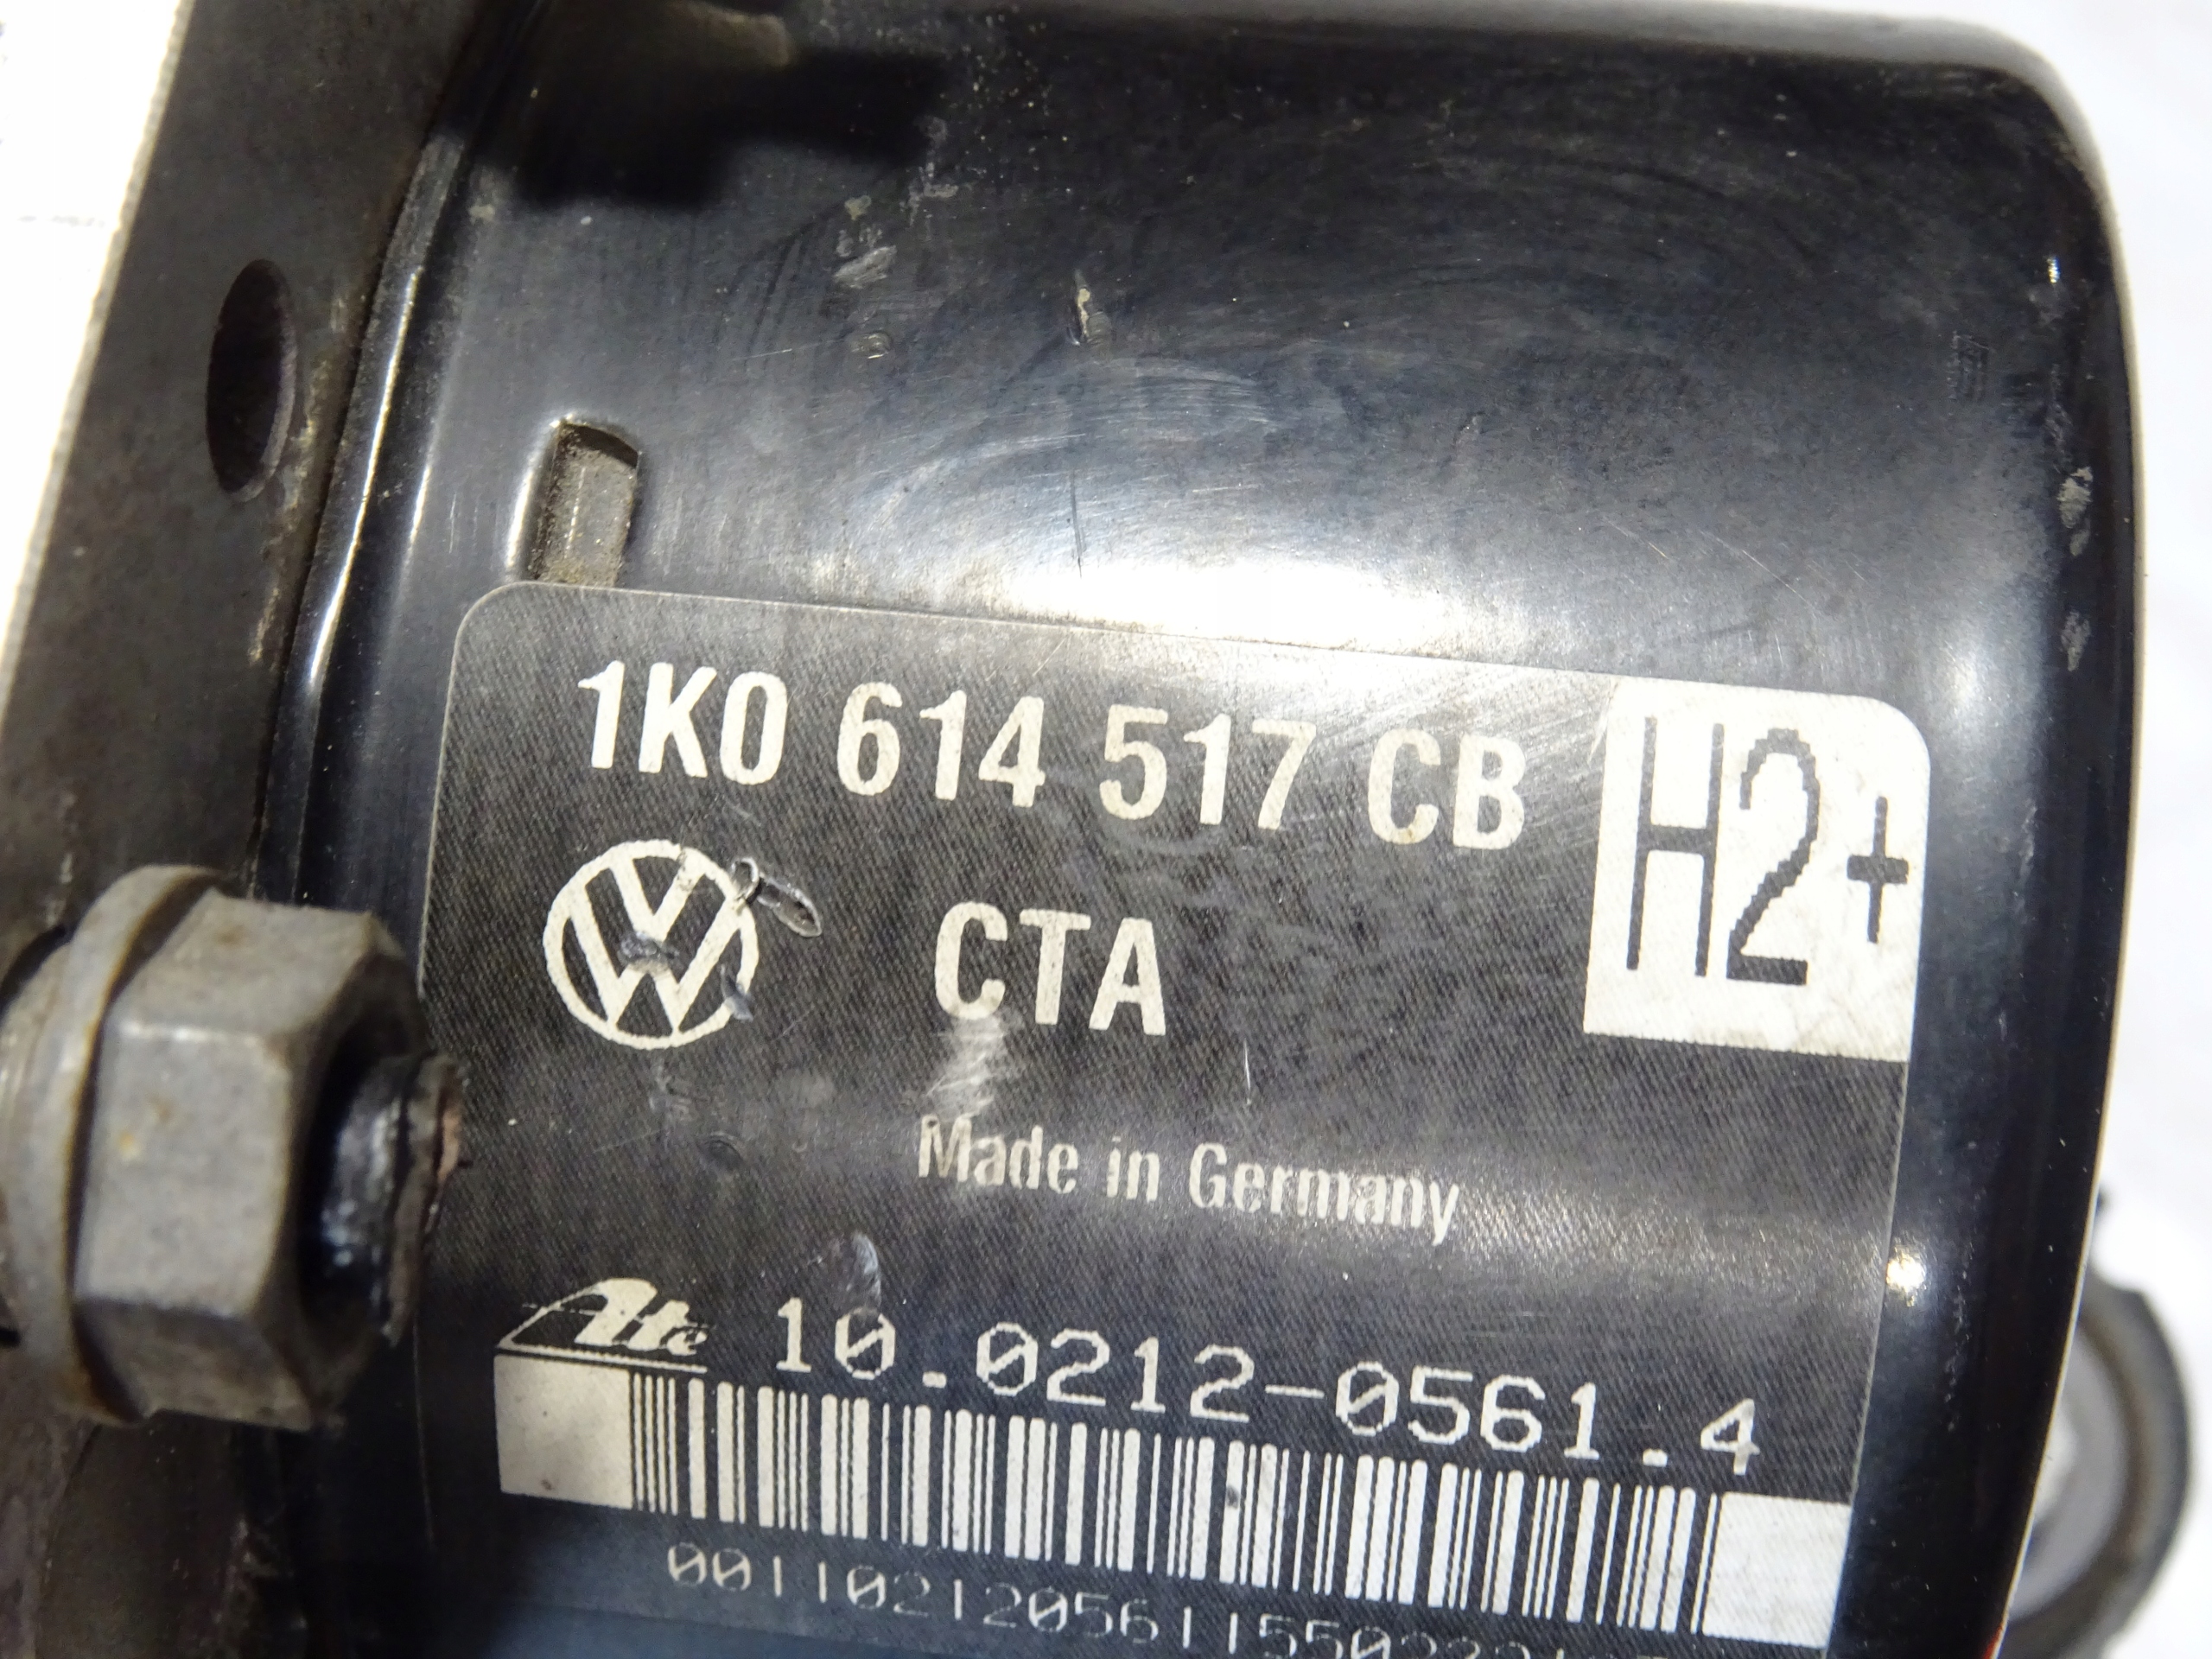 1K0 614 517 CB
H2+
CTA
Made in Germany
Ate 10.0212-0561.4